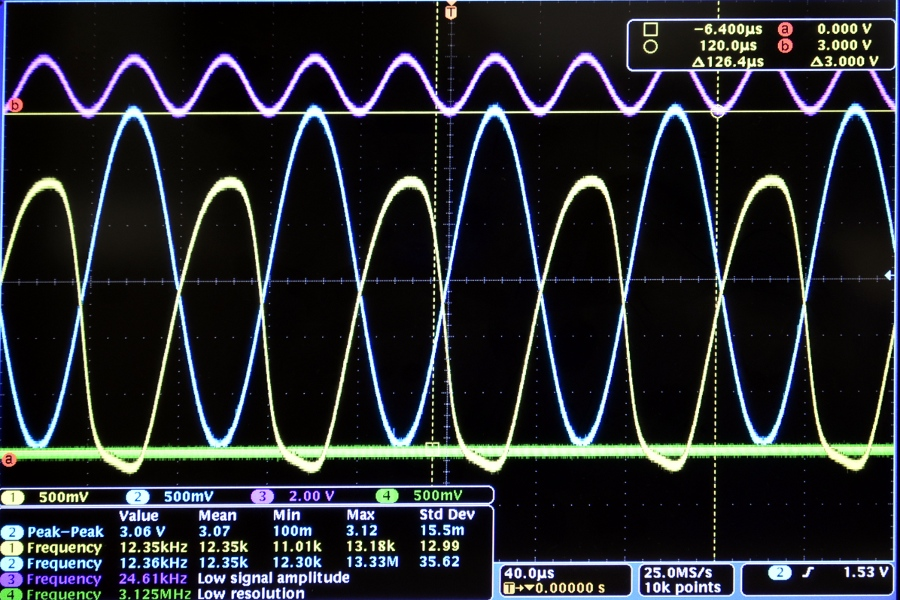 T
−6.400µs a 0.000 V
120.0µs b 3.000 V
Δ126.4µs Δ3.000 V
b
a
1 500mV 2 500mV 3 2.00 V 4 500mV
Value Mean Min Max Std Dev
2 Peak−Peak 3.06 V 3.07 100m 3.12 15.5m
1 Frequency 12.35kHz 12.35k 11.01k 13.18k 12.99
2 Frequency 12.36kHz 12.35k 12.30k 13.33M 35.62
3 Frequency 24.61kHz Low signal amplitude
4 Frequency 3.125MHz Low resolution
40.0µs
T→▼0.00000 s
25.0MS/s
10k points
2 1.53 V